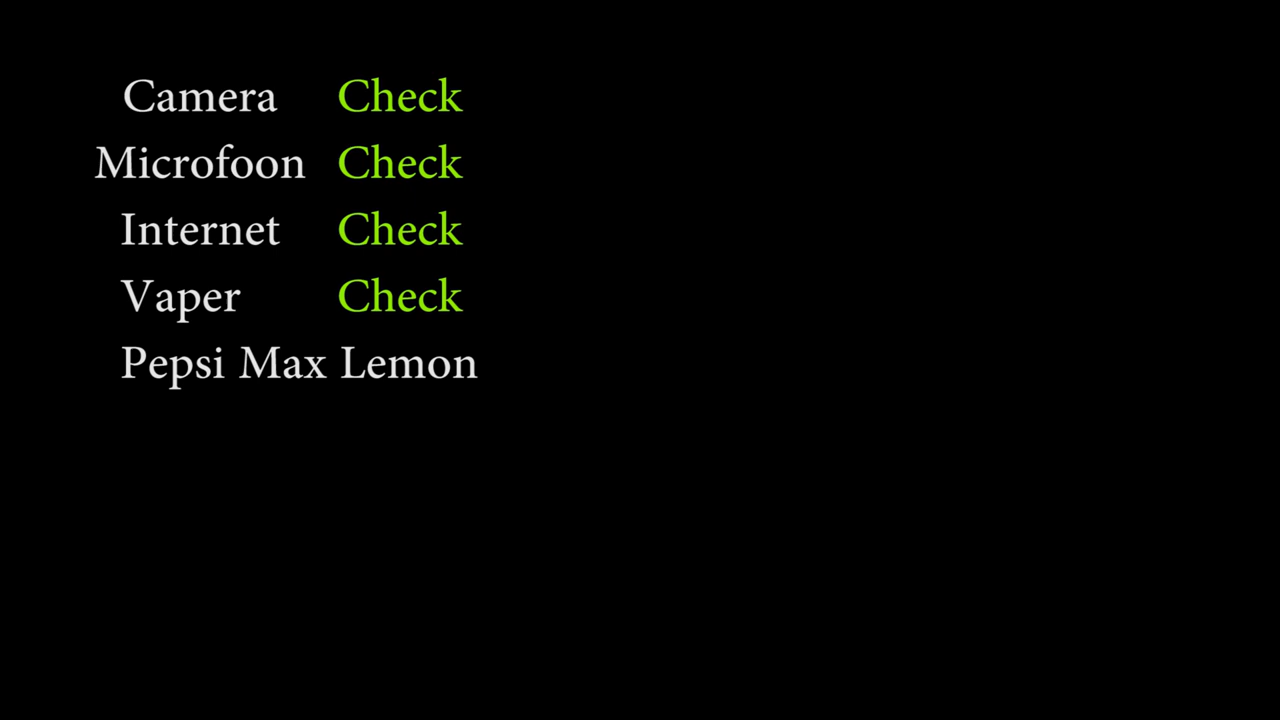 Camera Check
Microfoon Check
Internet Check
Vaper Check
Pepsi Max Lemon